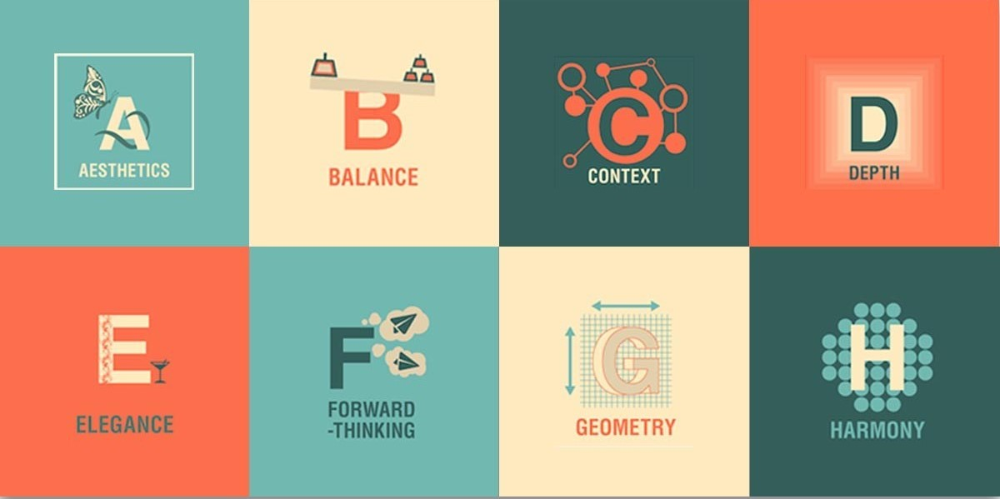 A
AESTHETICS
B
BALANCE
C
CONTEXT
D
DEPTH
E
ELEGANCE
F
FORWARD
-THINKING
G
GEOMETRY
H
HARMONY